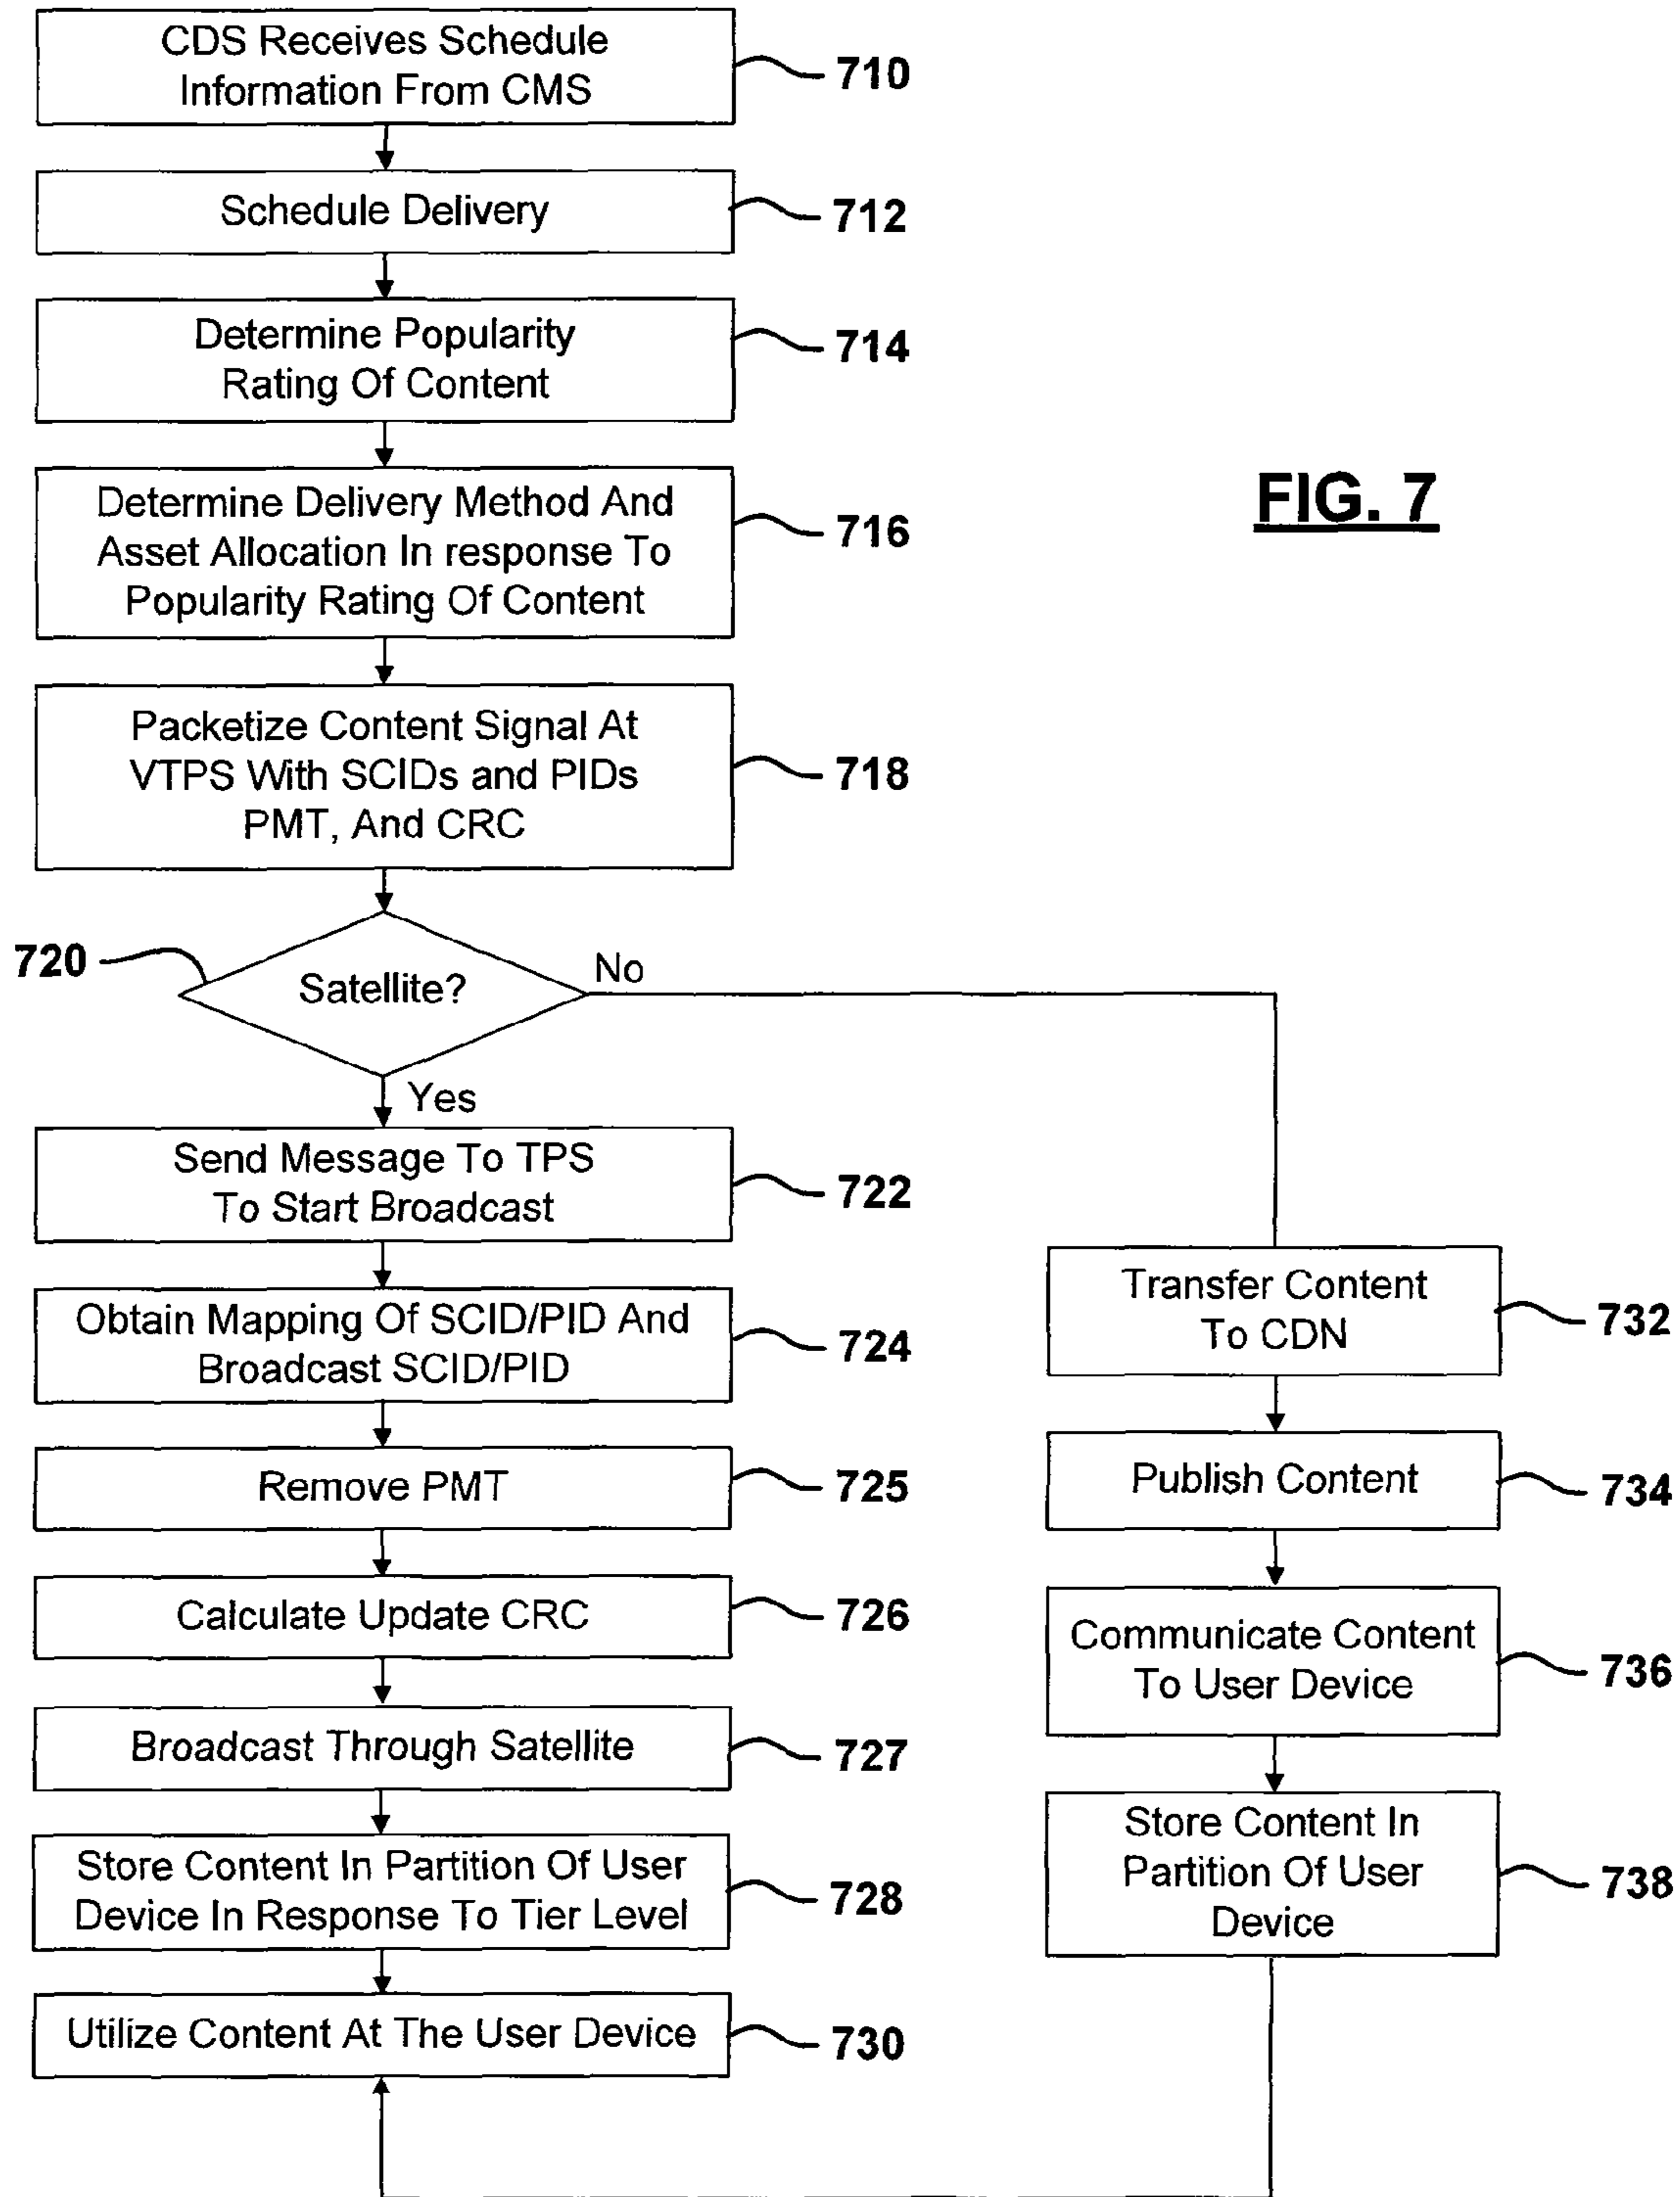 CDS Receives Schedule
Information From CMS
710
Schedule Delivery
712
Determine Popularity
Rating Of Content
714
Determine Delivery Method And
Asset Allocation In response To
Popularity Rating Of Content
716
FIG. 7
Packetize Content Signal At
VTPS With SCIDs and PIDs
PMT, And CRC
718
720
Satellite?
No
Yes
Send Message To TPS
To Start Broadcast
722
Obtain Mapping Of SCID/PID And
Broadcast SCID/PID
724
Remove PMT
725
Calculate Update CRC
726
Broadcast Through Satellite
727
Store Content In Partition Of User
Device In Response To Tier Level
728
Utilize Content At The User Device
730
Transfer Content
To CDN
732
Publish Content
734
Communicate Content
To User Device
736
Store Content In
Partition Of User
Device
738